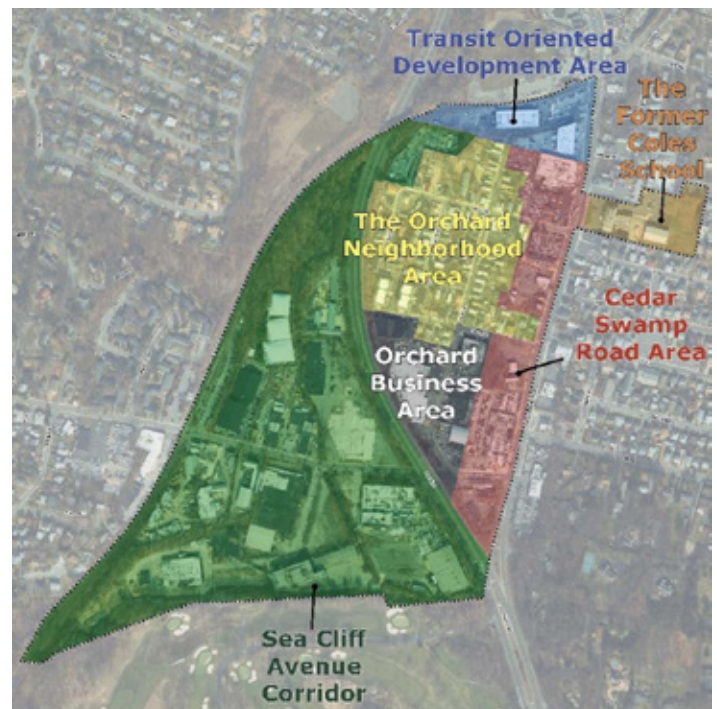 Transit Oriented
Development Area
The
Former
Coles
School
The Orchard
Neighborhood
Area
Cedar
Swamp
Road Area
Orchard
Business
Area
Sea Cliff
Avenue
Corridor